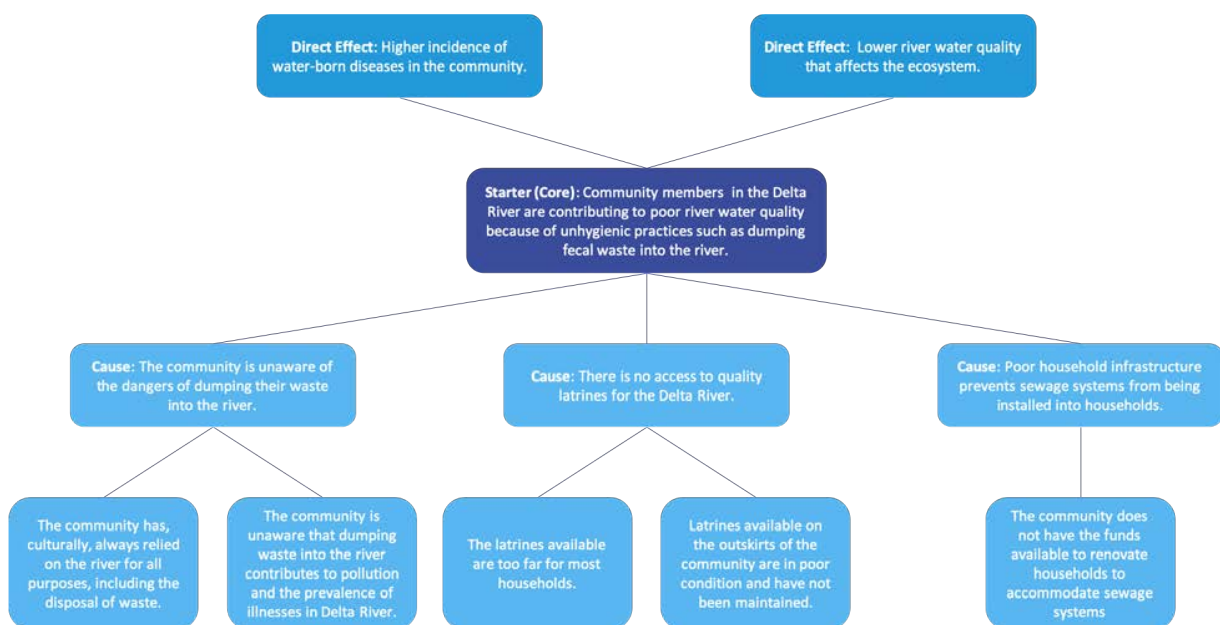 Direct Effect: Higher incidence of
water-born diseases in the community.
Direct Effect:  Lower river water quality
that affects the ecosystem.
Starter (Core): Community members  in the Delta
River are contributing to poor river water quality
because of unhygienic practices such as dumping
fecal waste into the river.
Cause: The community is unaware of
the dangers of dumping their waste
into the river.
Cause: There is no access to quality
latrines for the Delta River.
Cause: Poor household infrastructure
prevents sewage systems from being
installed into households.
The community has,
culturally, always relied
on the river for all
purposes, including the
disposal of waste.
The community is
unaware that dumping
waste into the river
contributes to pollution
and the prevalence of
illnesses in Delta River.
The latrines available
are too far for most
households.
Latrines available on
the outskirts of the
community are in poor
condition and have not
been maintained.
The community does
not have the funds
available to renovate
households to
accommodate sewage
systems